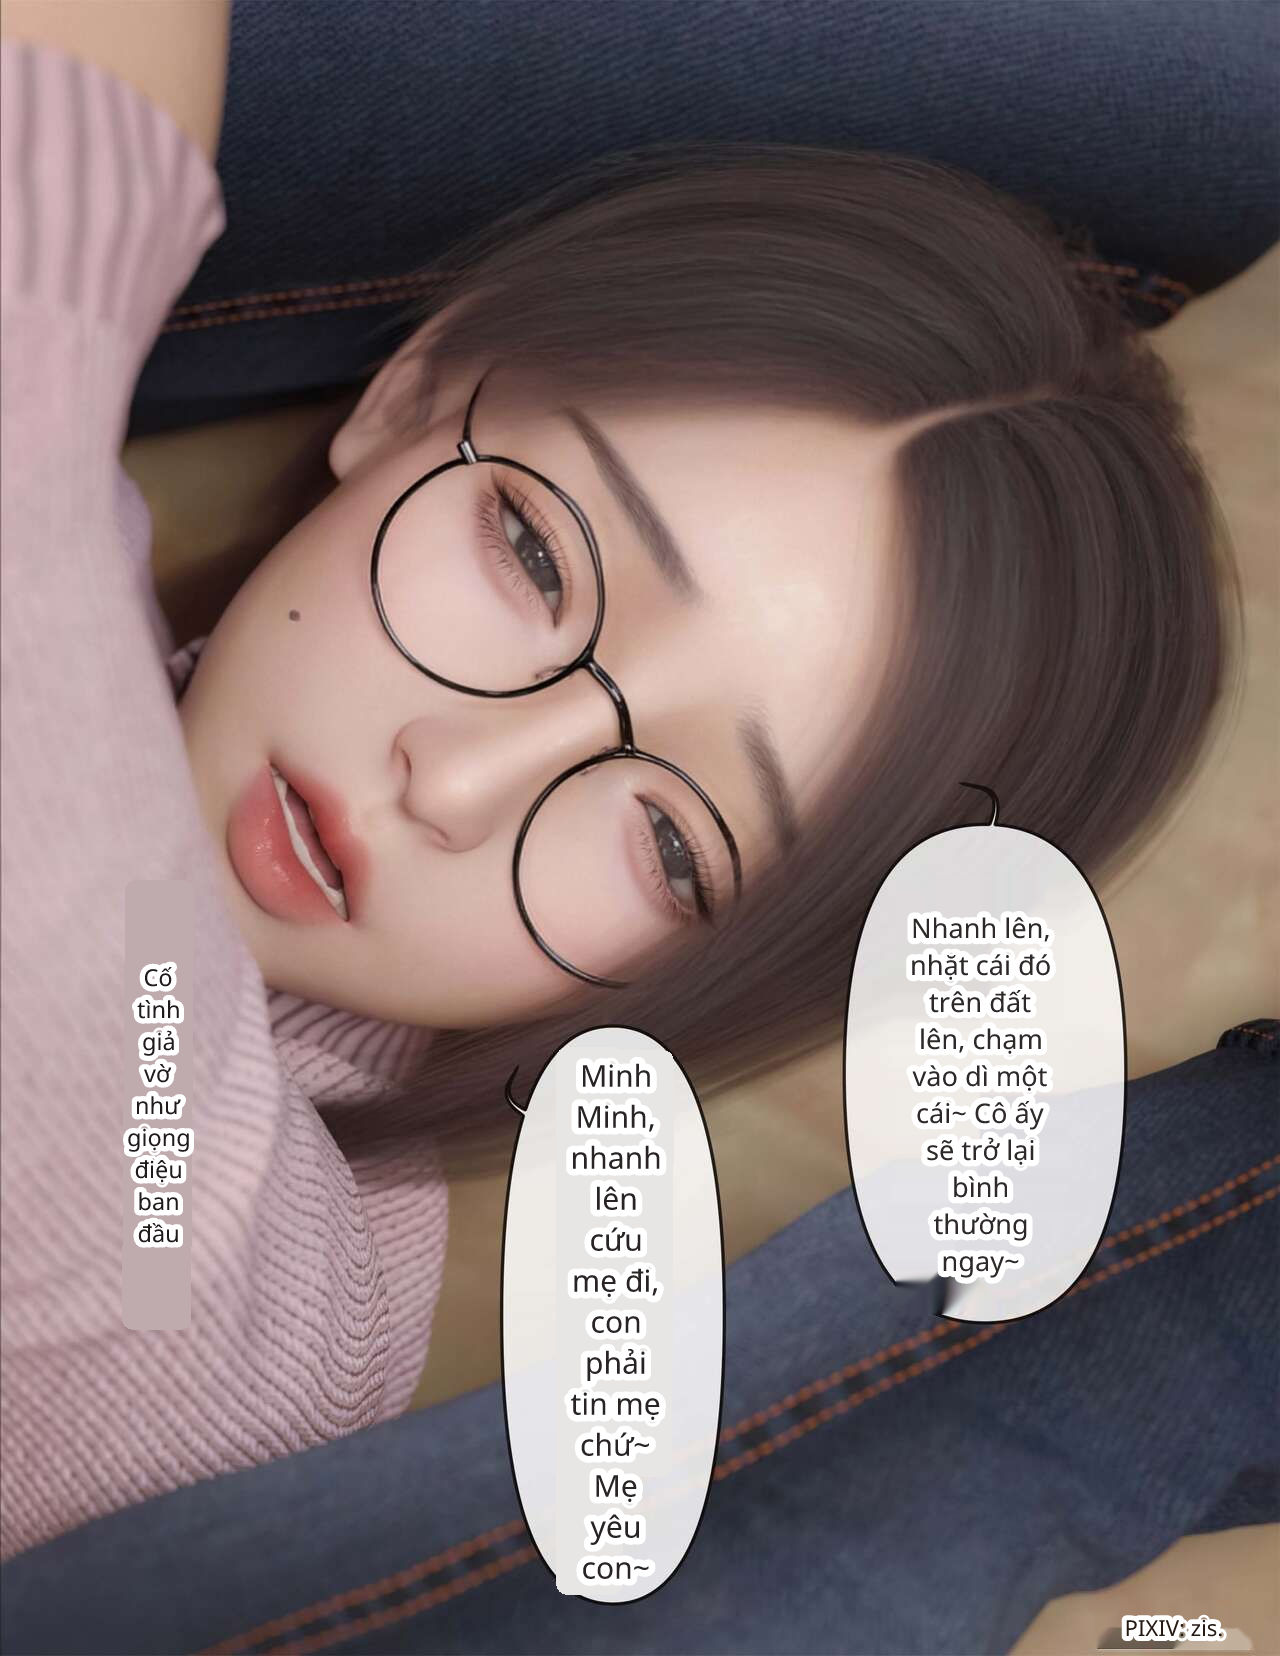 Nhanh lên,
nhặt cái đó
trên đất
lên, chạm
vào dì một
cái~ Cô ấy
sẽ trở lại
bình
thường
ngay~
Minh
Minh,
nhanh
lên
cứu
mẹ đi,
con
phải
tin mẹ
chứ~
Mẹ
yêu
con~
Cố
tình
giả
vờ
như
giọng
điệu
ban
đầu
PIXIV: zis.